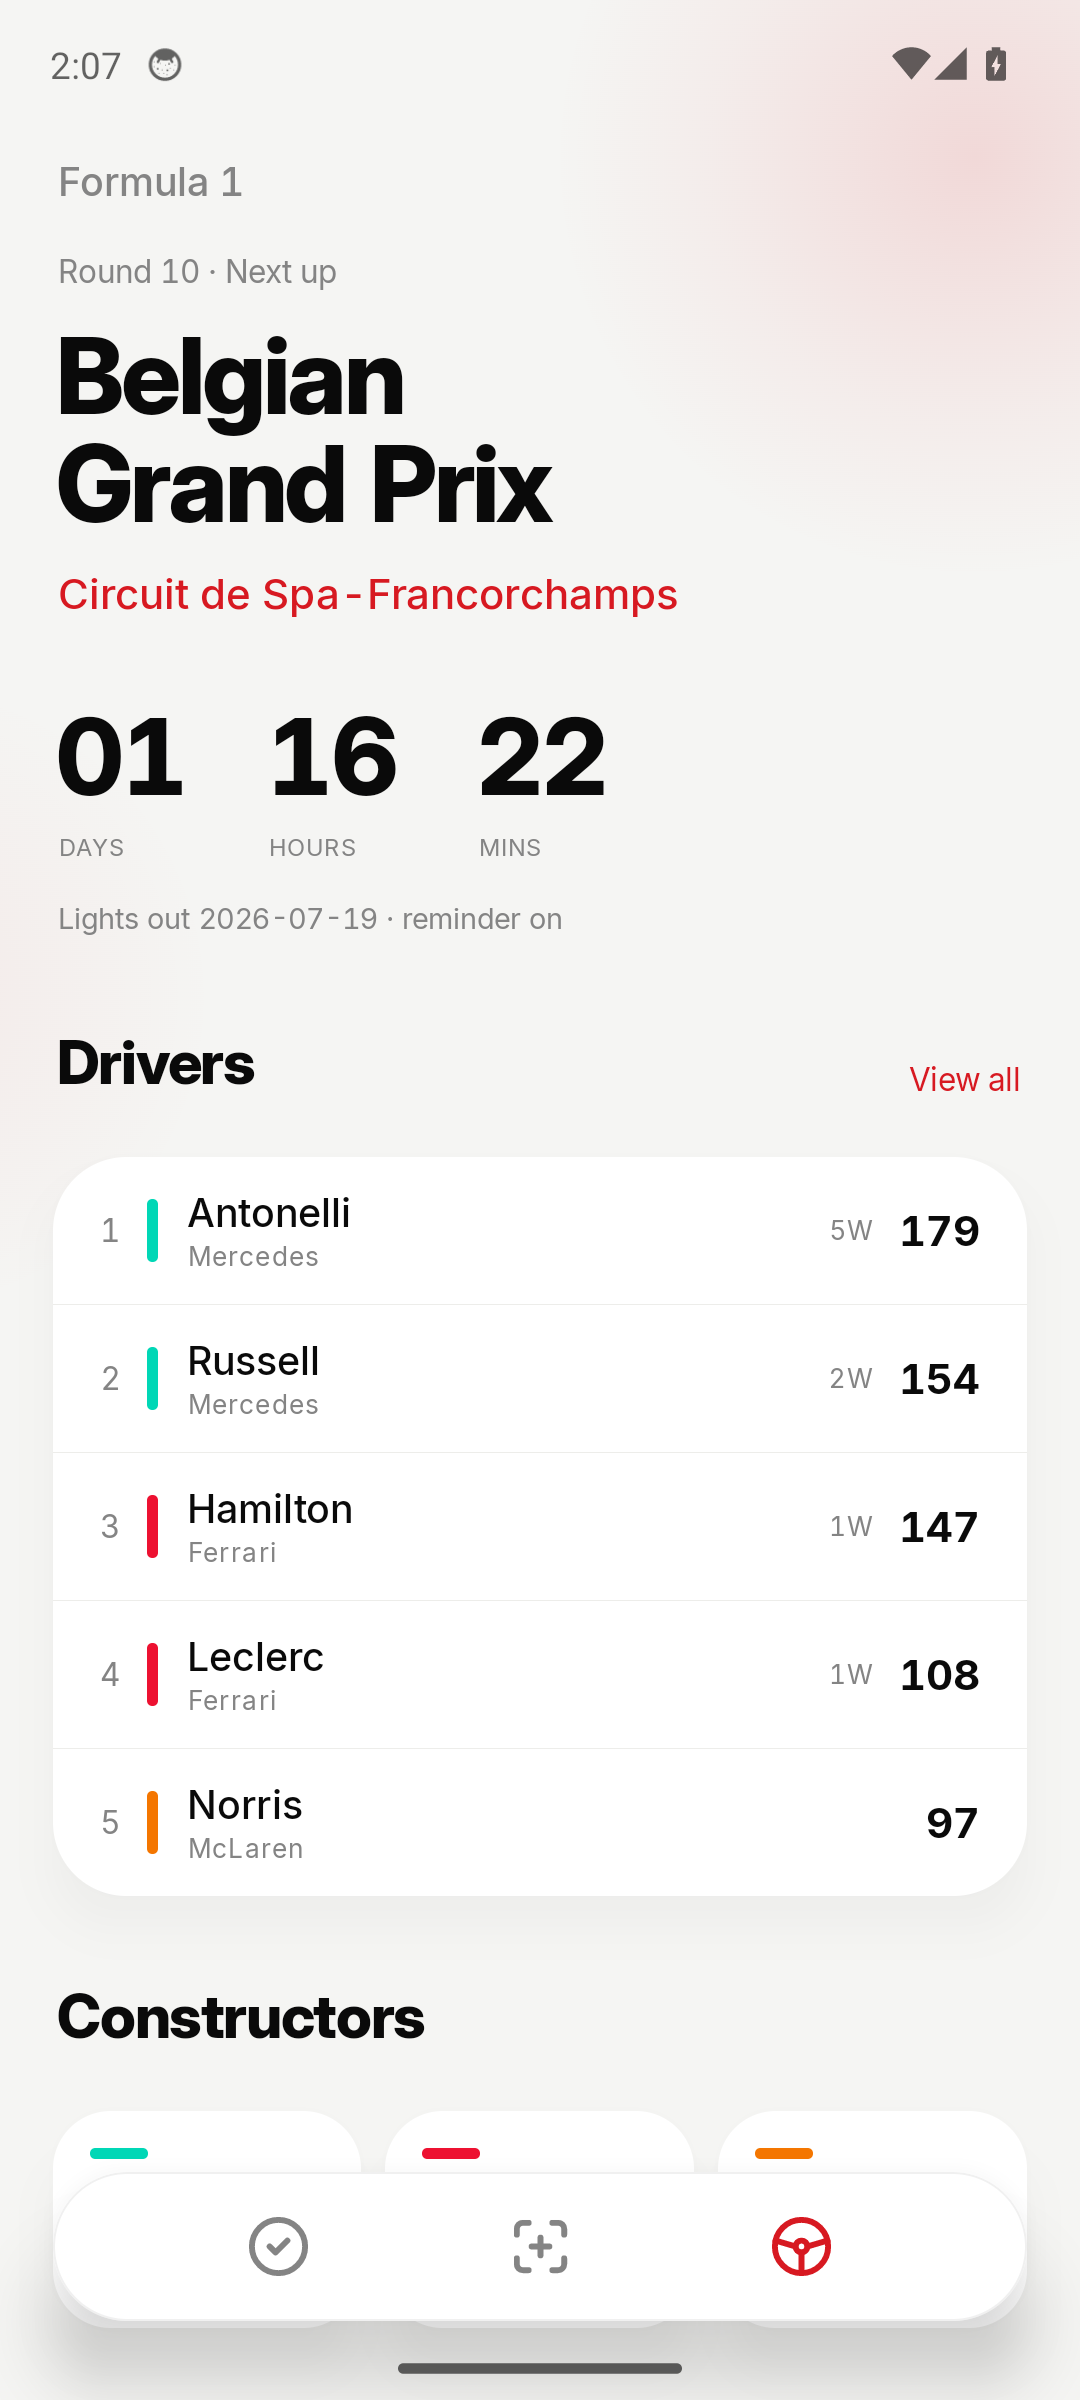 2:07
Formula 1
Round 10 · Next up
Belgian
Grand Prix
Circuit de Spa-Francorchamps
01 16 22
DAYS HOURS MINS
Lights out 2026-07-19 · reminder on
Drivers
View all
1 Antonelli 5W 179
Mercedes
2 Russell 2W 154
Mercedes
3 Hamilton 1W 147
Ferrari
4 Leclerc 1W 108
Ferrari
5 Norris 97
McLaren
Constructors